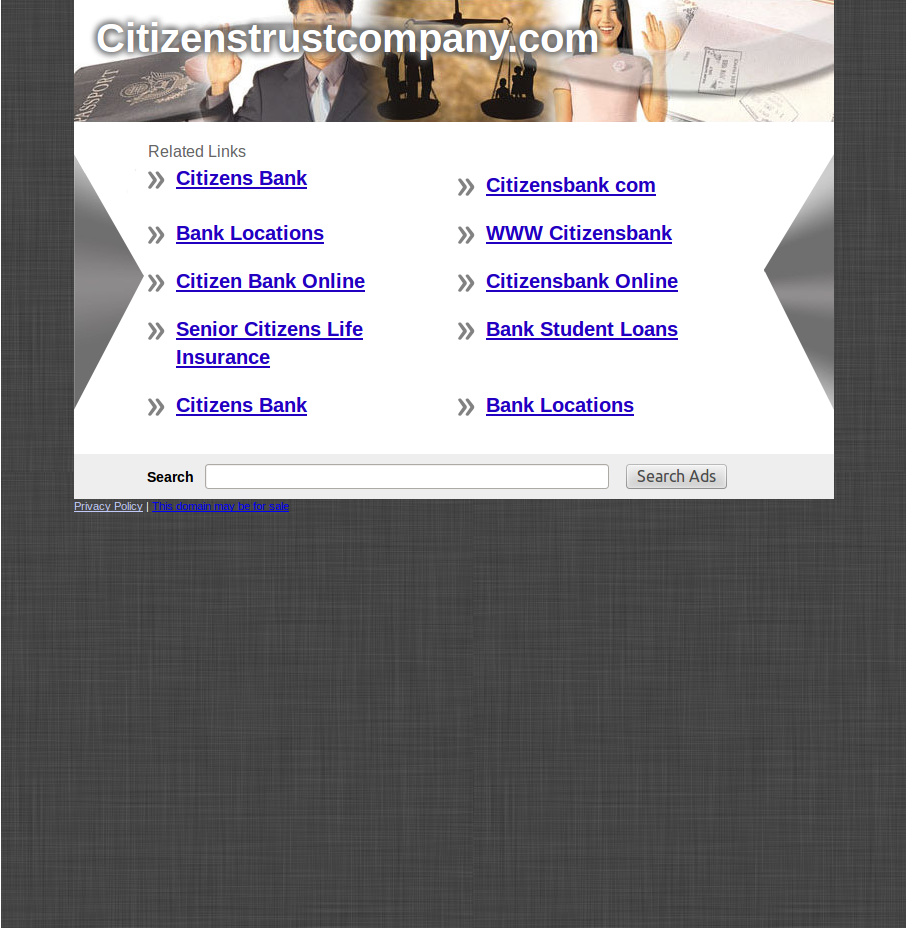 Citizenstrustcompany.com
PASSPORT
Related Links
Citizens Bank
Citizensbank com
Bank Locations
WWW Citizensbank
Citizen Bank Online
Citizensbank Online
Senior Citizens Life
Insurance
Bank Student Loans
Citizens Bank
Bank Locations
Search
Search Ads
Privacy Policy | This domain may be for sale